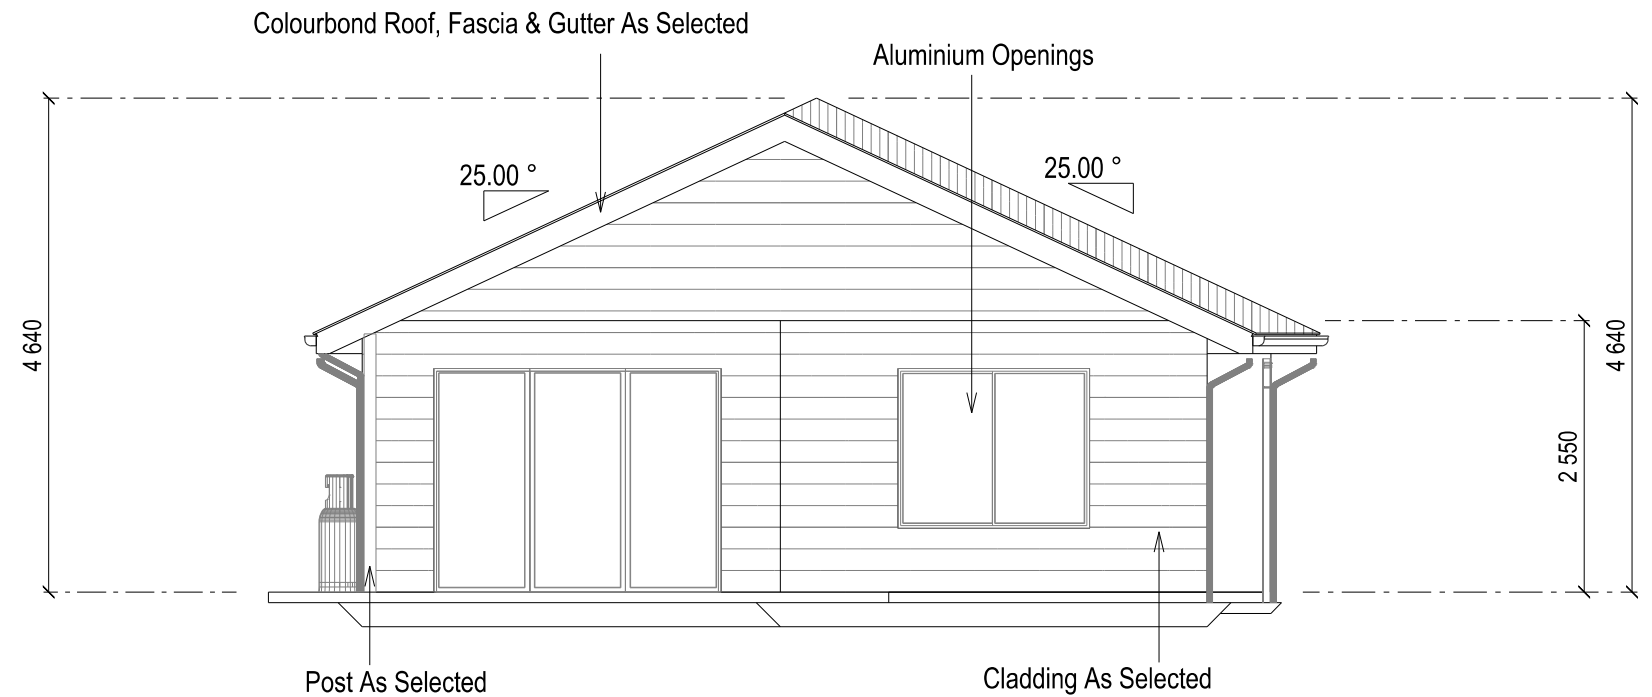 Colourbond Roof, Fascia & Gutter As Selected
Aluminium Openings
25.00 °
25.00 °
4 640
4 640
2 550
Post As Selected
Cladding As Selected